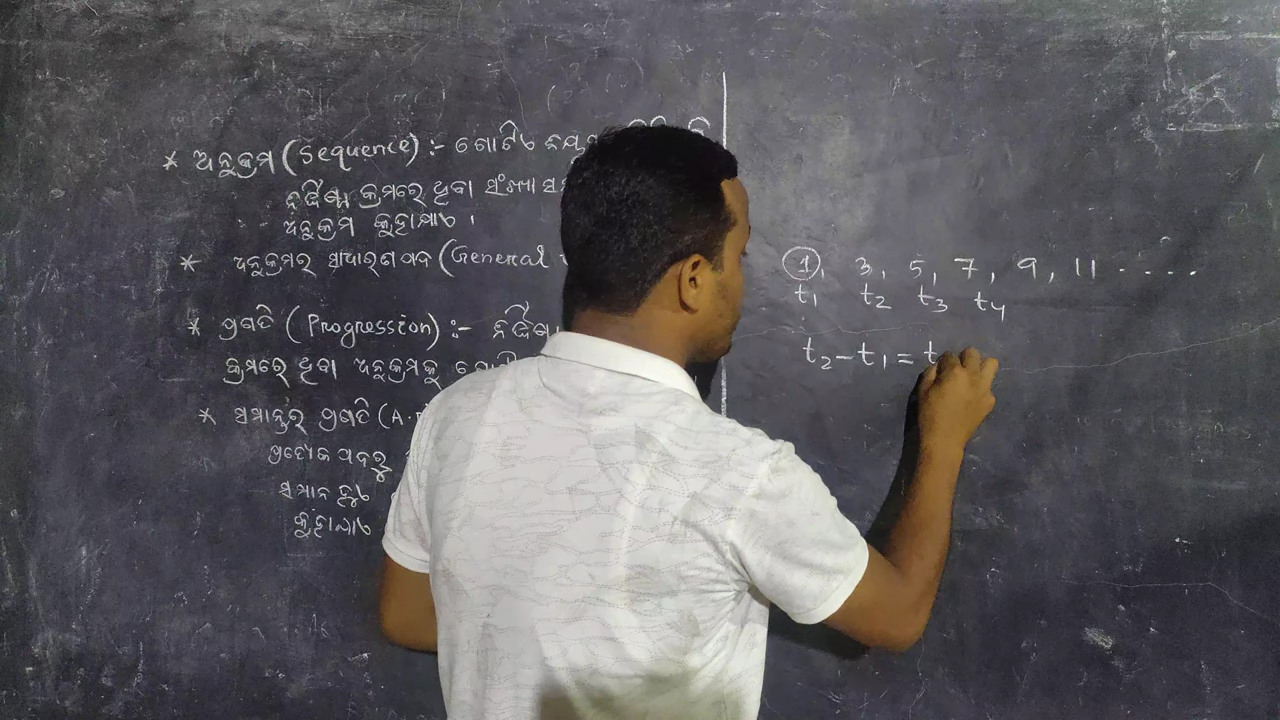 * ଅନୁକ୍ରମ (Sequence) :- ଗୋଟିଏ
ନିର୍ଦ୍ଦିଷ୍ଟ କ୍ରମରେ ଥିବା ସଂଖ୍ୟା
ଅନୁକ୍ରମ କୁହାଯାଏ ।
* ଅନୁକ୍ରମର ସାଧାରଣ ପଦ (General
* ପ୍ରଗତି (Progression) :- ନିର୍ଦ୍ଦିଷ୍ଟ
କ୍ରମରେ ଥିବା ଅନୁକ୍ରମକୁ
* ସମାନ୍ତର ପ୍ରଗତି (A.
ପ୍ରତ୍ୟେକ ପଦରୁ
ସମାନ ହୁଏ
କୁହାଯାଏ
1, 3, 5, 7, 9, 11 .....
t₁ t₂ t₃ t₄
t₂ - t₁ = t